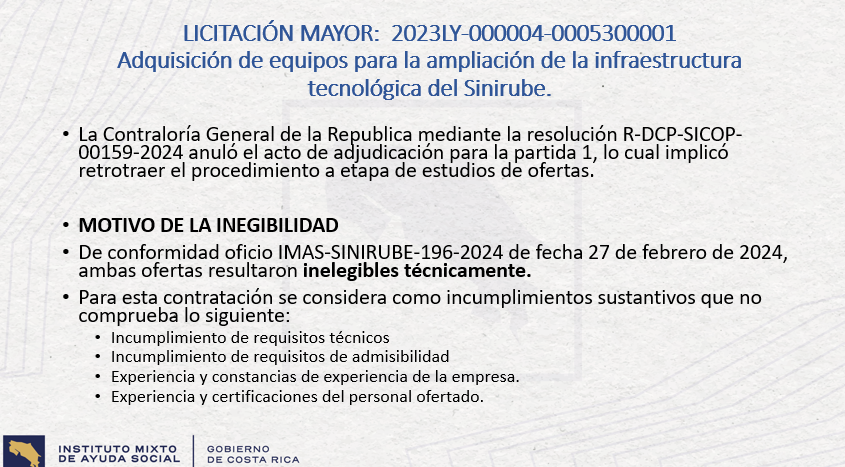 LICITACIÓN MAYOR:  2023LY-000004-0005300001
Adquisición de equipos para la ampliación de la infraestructura
tecnológica del Sinirube.
• La Contraloría General de la Republica mediante la resolución R-DCP-SICOP-
00159-2024 anuló el acto de adjudicación para la partida 1, lo cual implicó
retrotraer el procedimiento a etapa de estudios de ofertas.
• MOTIVO DE LA INEGIBILIDAD
• De conformidad oficio IMAS-SINIRUBE-196-2024 de fecha 27 de febrero de 2024,
ambas ofertas resultaron inelegibles técnicamente.
• Para esta contratación se considera como incumplimientos sustantivos que no
comprueba lo siguiente:
• Incumplimiento de requisitos técnicos
• Incumplimiento de requisitos de admisibilidad
• Experiencia y constancias de experiencia de la empresa.
• Experiencia y certificaciones del personal ofertado.
INSTITUTO MIXTO
DE AYUDA SOCIAL
GOBIERNO
DE COSTA RICA